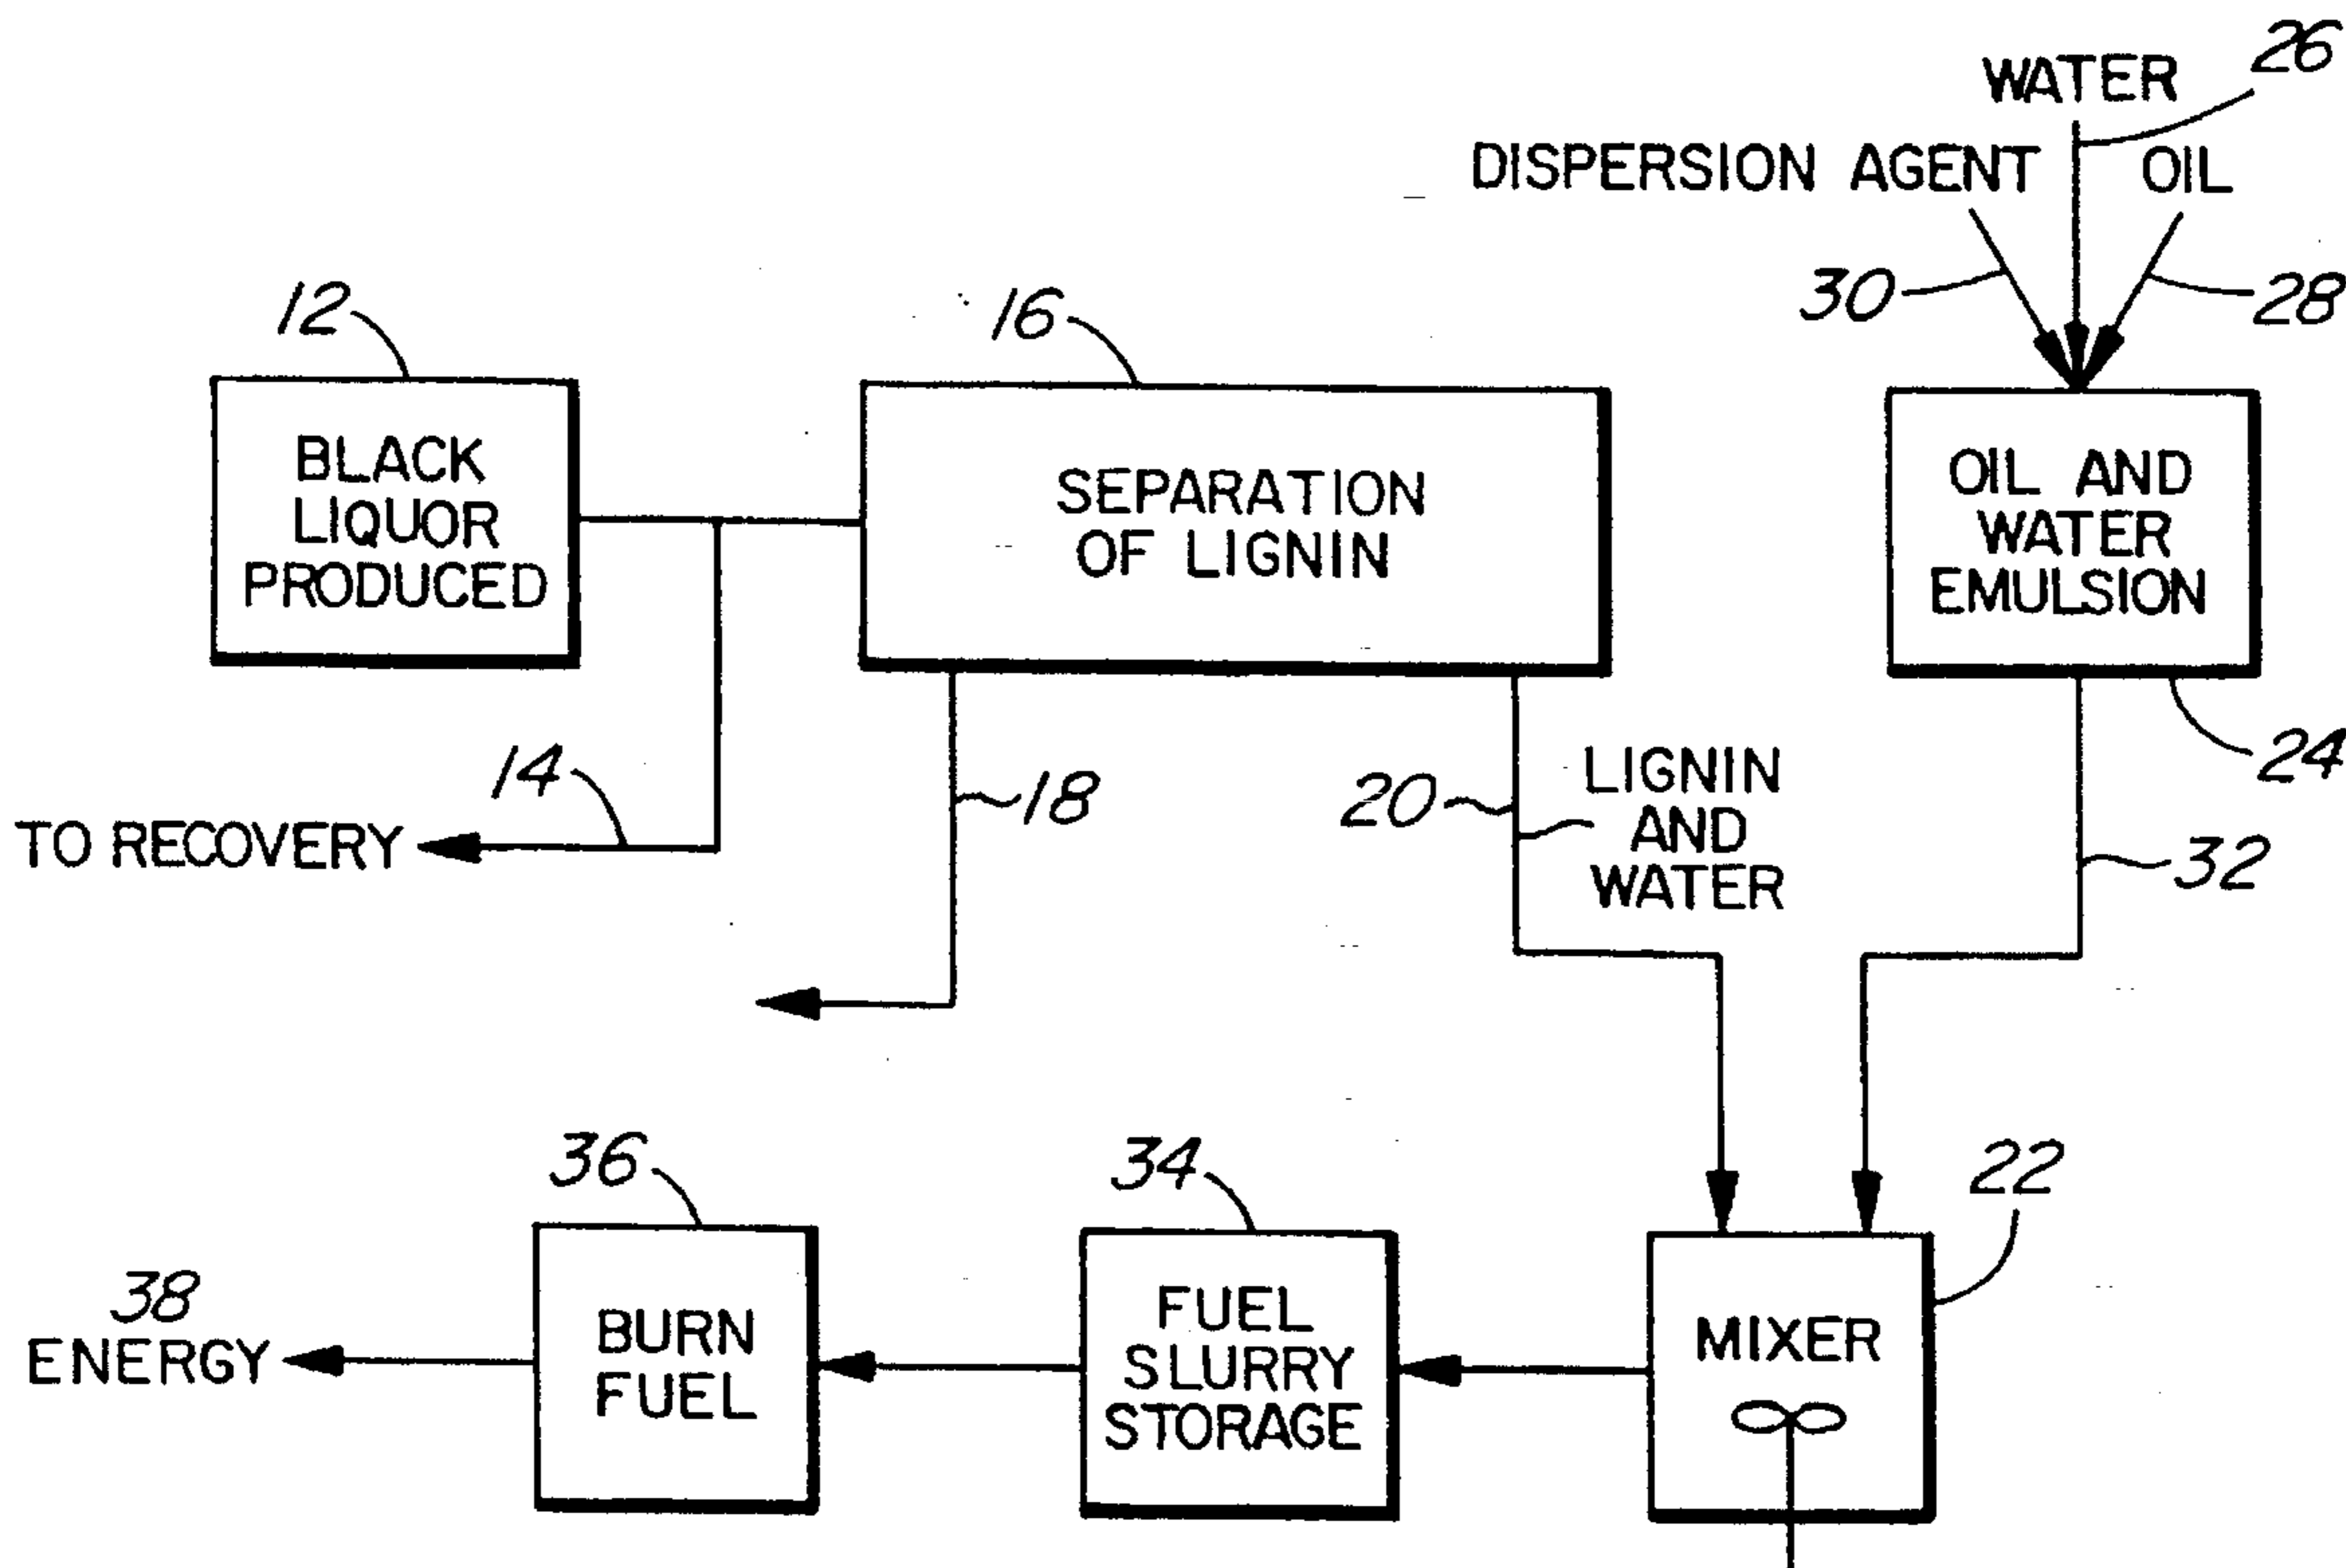 26
WATER
DISPERSION AGENT
OIL
30
28
12
16
BLACK
LIQUOR
PRODUCED
SEPARATION
OF LIGNIN
OIL AND
WATER
EMULSION
14
TO RECOVERY
18
20
LIGNIN
AND
WATER
24
32
36
34
22
38
ENERGY
BURN
FUEL
FUEL
SLURRY
STORAGE
MIXER